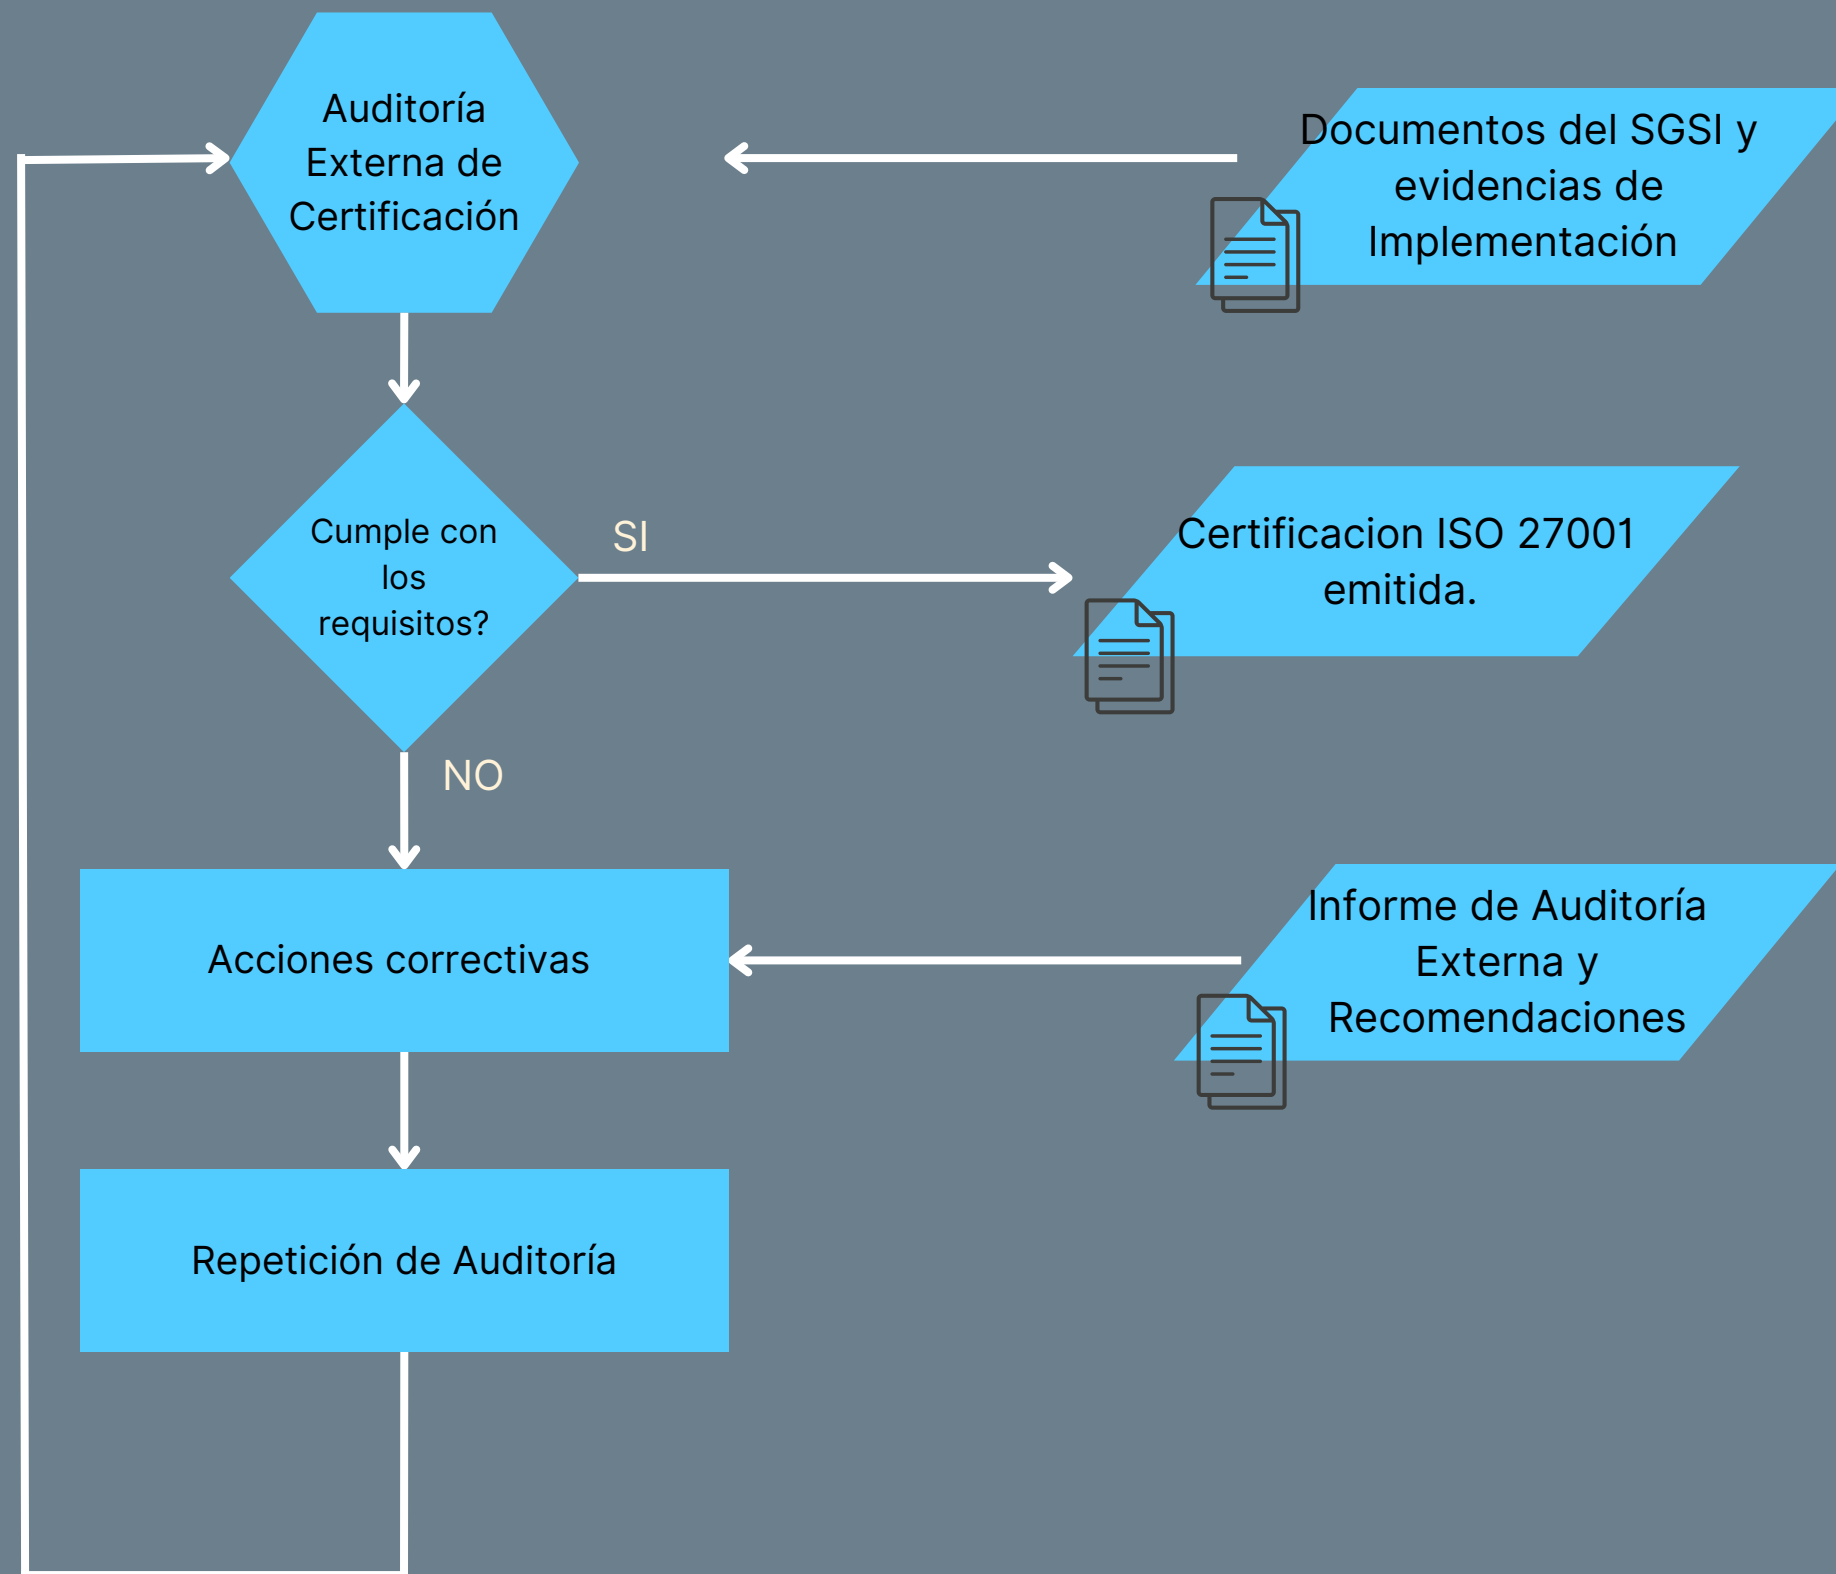 Auditoría
Externa de
Certificación
Documentos del SGSI y
evidencias de
Implementación
Cumple con
los
requisitos?
SI
Certificacion ISO 27001
emitida.
NO
Acciones correctivas
Informe de Auditoría
Externa y
Recomendaciones
Repetición de Auditoría